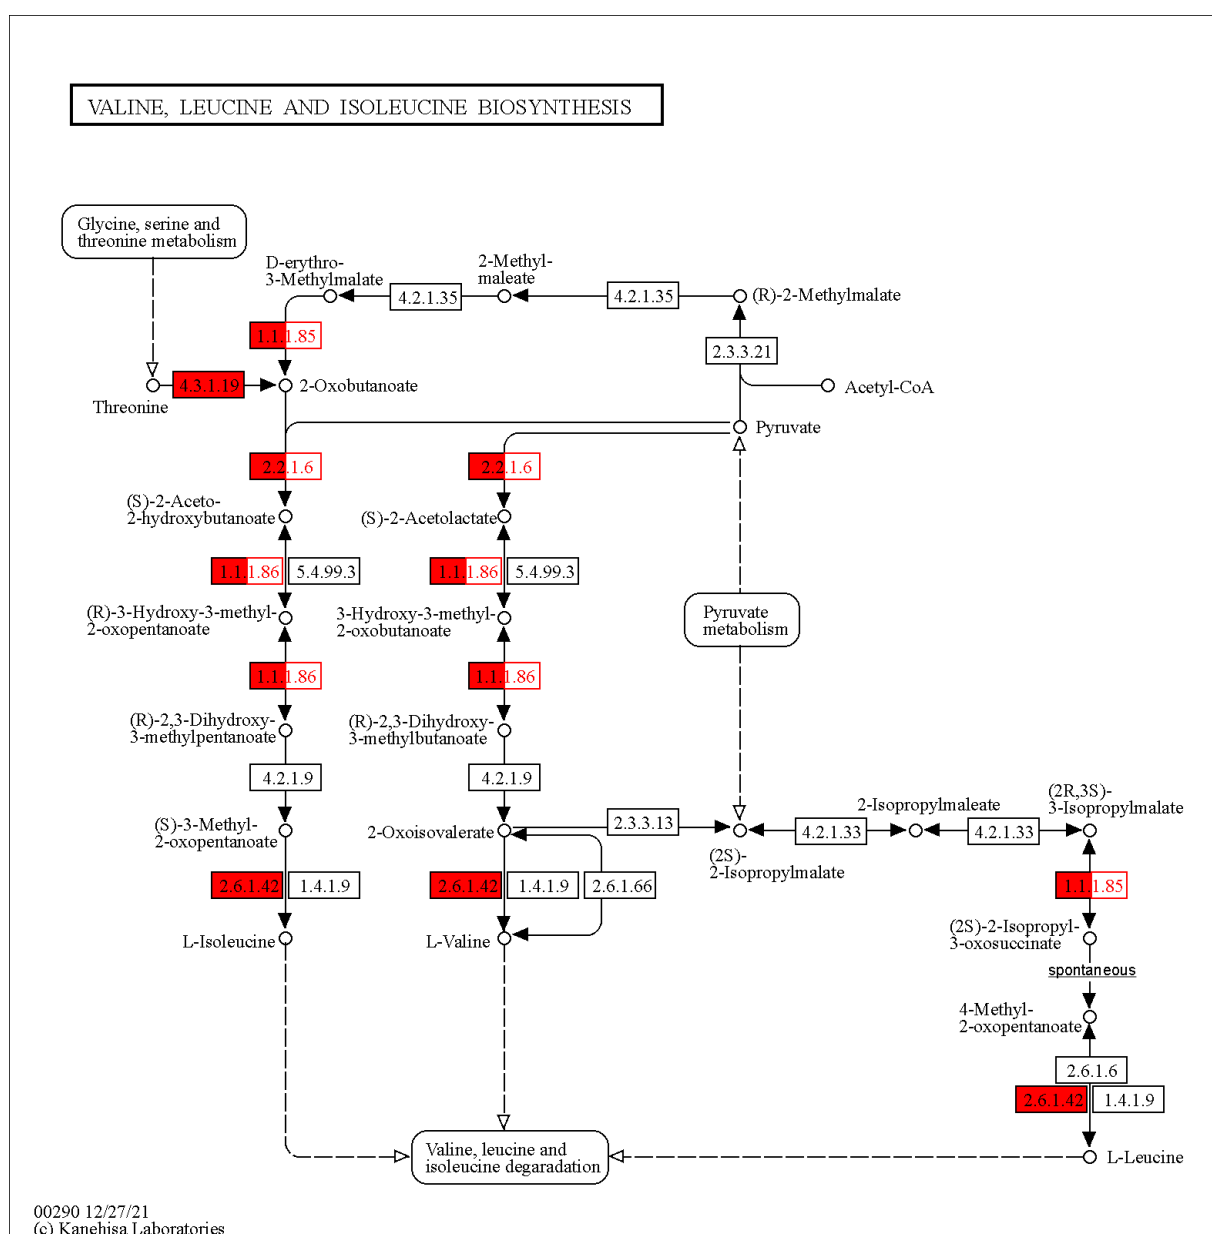 VALINE, LEUCINE AND ISOLEUCINE BIOSYNTHESIS
Glycine, serine and
threonine metabolism
D-erythro-
3-Methylmalate
4.2.1.35
2-Methyl-
maleate
4.2.1.35
(R)-2-Methylmalate
1.1.1.85
2.3.3.21
4.3.1.19
2-Oxobutanoate
Acetyl-CoA
Threonine
Pyruvate
2.2.1.6
2.2.1.6
(S)-2-Aceto-
2-hydroxybutanoate
(S)-2-Acetolactate
1.1.1.86
5.4.99.3
1.1.1.86
5.4.99.3
(R)-3-Hydroxy-3-methyl-
2-oxopentanoate
3-Hydroxy-3-methyl-
2-oxobutanoate
Pyruvate
metabolism
1.1.1.86
1.1.1.86
(R)-2,3-Dihydroxy-
3-methylpentanoate
(R)-2,3-Dihydroxy-
3-methylbutanoate
4.2.1.9
4.2.1.9
(S)-3-Methyl-
2-oxopentanoate
2-Oxoisovalerate
2.3.3.13
(2S)-
2-Isopropylmalate
4.2.1.33
2-Isopropylmaleate
4.2.1.33
(2R,3S)-
3-Isopropylmalate
2.6.1.42
1.4.1.9
2.6.1.42
1.4.1.9
2.6.1.66
1.1.1.85
L-Isoleucine
L-Valine
(2S)-2-Isopropyl-
3-oxosuccinate
spontaneous
4-Methyl-
2-oxopentanoate
2.6.1.6
2.6.1.42
1.4.1.9
Valine, leucine and
isoleucine degaradation
L-Leucine
00290 12/27/21
(c) Kanehisa Laboratories